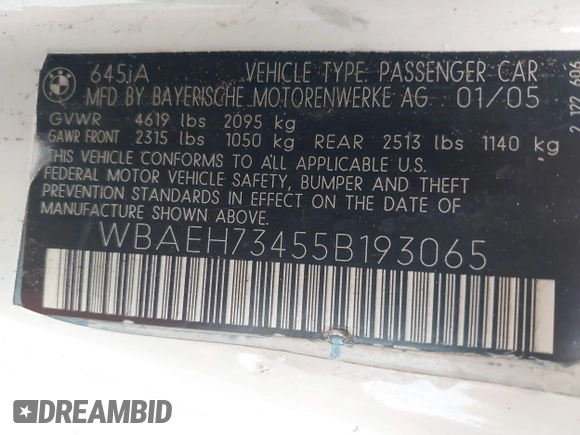 BMW
645iA VEHICLE TYPE PASSENGER CAR
MFD BY BAYERISCHE MOTORENWERKE AG 01/05
GVWR 4619 lbs 2095 kg
GAWR FRONT 2315 lbs 1050 kg REAR 2513 lbs 1140 kg
THIS VEHICLE CONFORMS TO ALL APPLICABLE U.S.
FEDERAL MOTOR VEHICLE SAFETY, BUMPER AND THEFT
PREVENTION STANDARDS IN EFFECT ON THE DATE OF
MANUFACTURE SHOWN ABOVE.
WBAEH73455B193065
DREAMBID